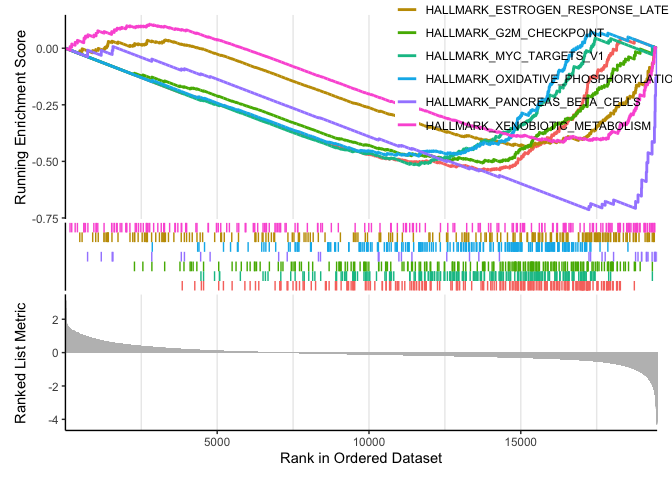 HALLMARK_ESTROGEN_RESPONSE_LATE
HALLMARK_G2M_CHECKPOINT
HALLMARK_MYC_TARGETS_V1
HALLMARK_OXIDATIVE_PHOSPHORYLATIO
HALLMARK_PANCREAS_BETA_CELLS
HALLMARK_XENOBIOTIC_METABOLISM
Running Enrichment Score
0.00
-0.25
-0.50
-0.75
Ranked List Metric
2
0
-2
-4
5000 10000 15000
Rank in Ordered Dataset